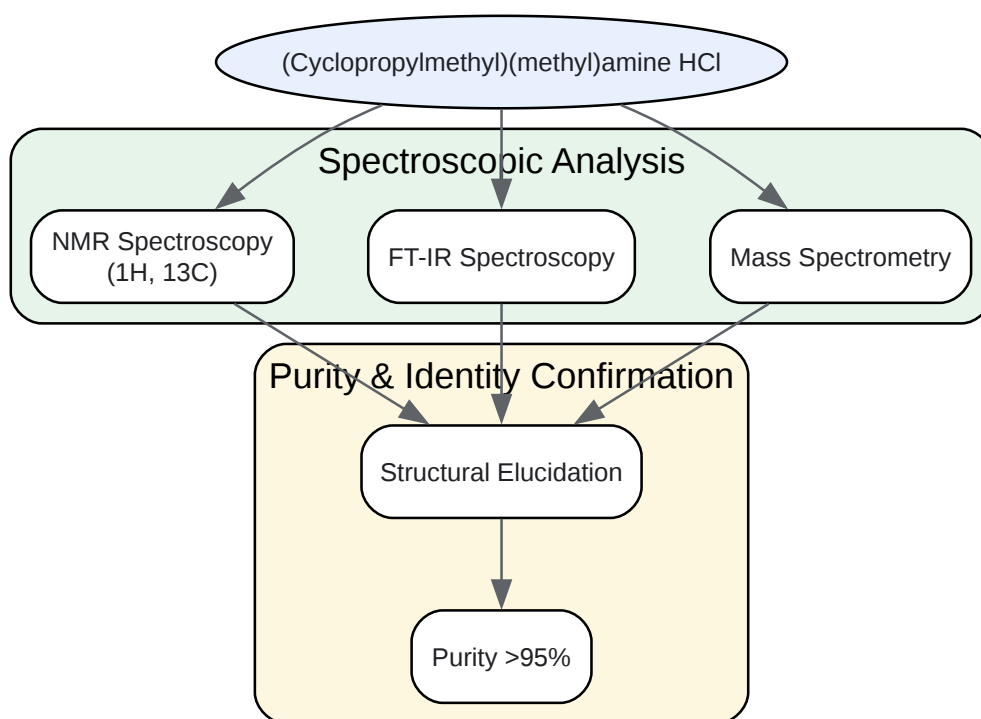 (Cyclopropylmethyl)(methyl)amine HCl
Spectroscopic Analysis
NMR Spectroscopy
(1H, 13C)
FT-IR Spectroscopy
Mass Spectrometry
Purity & Identity Confirmation
Structural Elucidation
Purity >95%